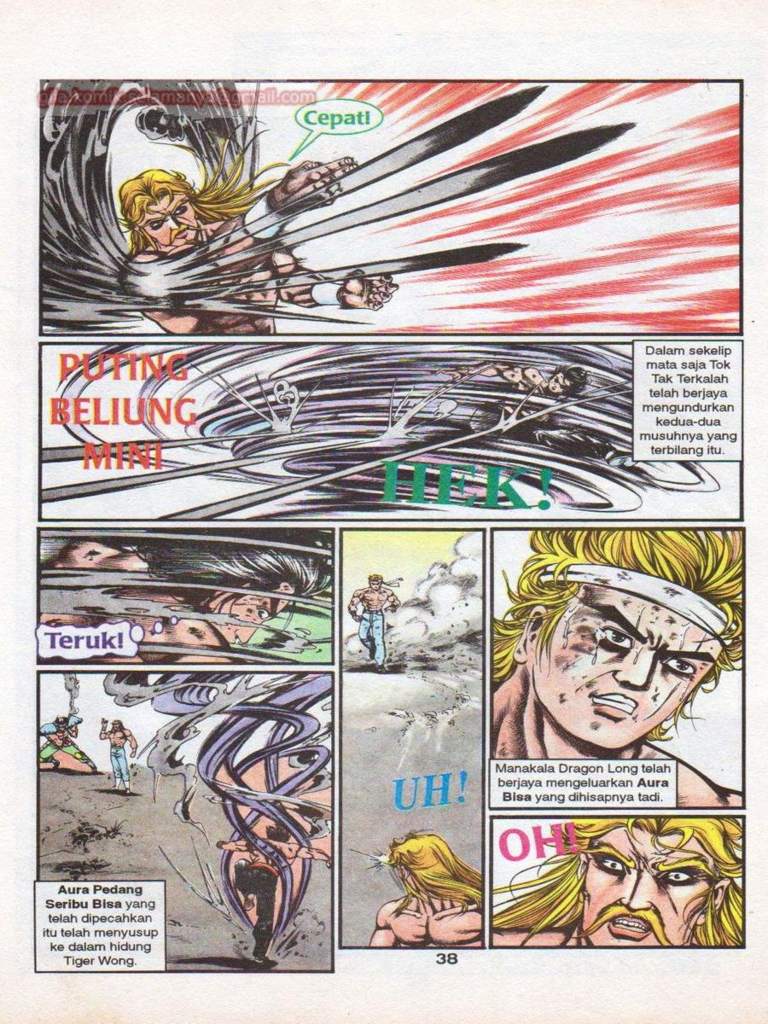 Cepat!
PUTING
BELIUNG
MINI
Dalam sekelip
mata saja Tok
Tak Terkalah
telah berjaya
mengundurkan
kedua-dua
musuhnya yang
terbilang itu.
HEK!
Teruk!
Aura Pedang
Seribu Bisa yang
telah dipecahkan
itu telah menyusup
ke dalam hidung
Tiger Wong.
UH!
Manakala Dragon Long telah
berjaya mengeluarkan Aura
Bisa yang dihisapnya tadi.
OH!
38